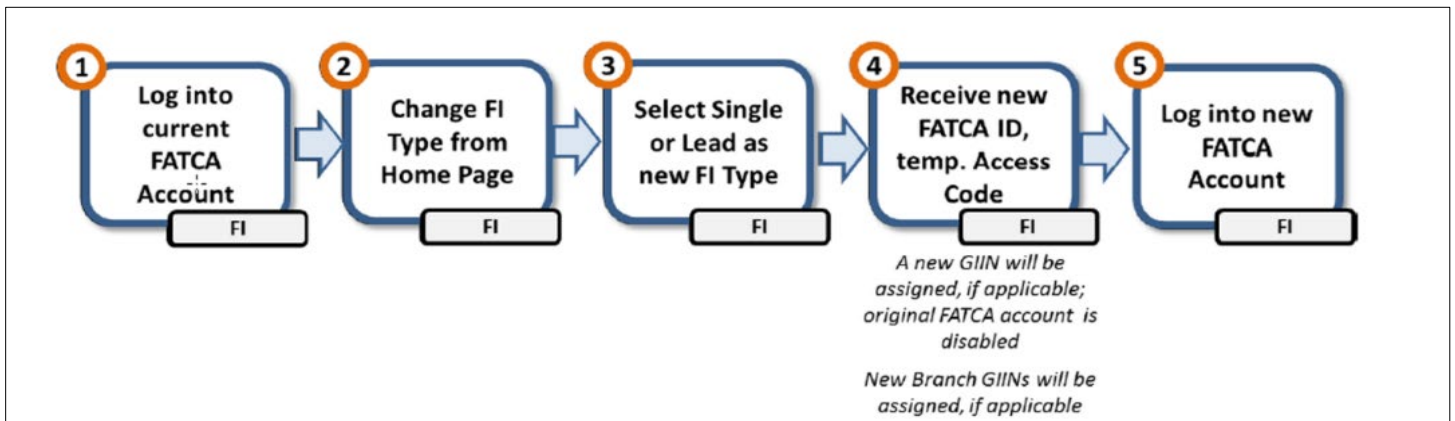 1
Log into
current
FATCA
Account
FI
2
Change FI
Type from
Home Page
FI
3
Select Single
or Lead as
new FI Type
FI
4
Receive new
FATCA ID,
temp. Access
Code
FI
A new GIIN will be
assigned, if applicable;
original FATCA account is
disabled
New Branch GIINs will be
assigned, if applicable
5
Log into new
FATCA
Account
FI